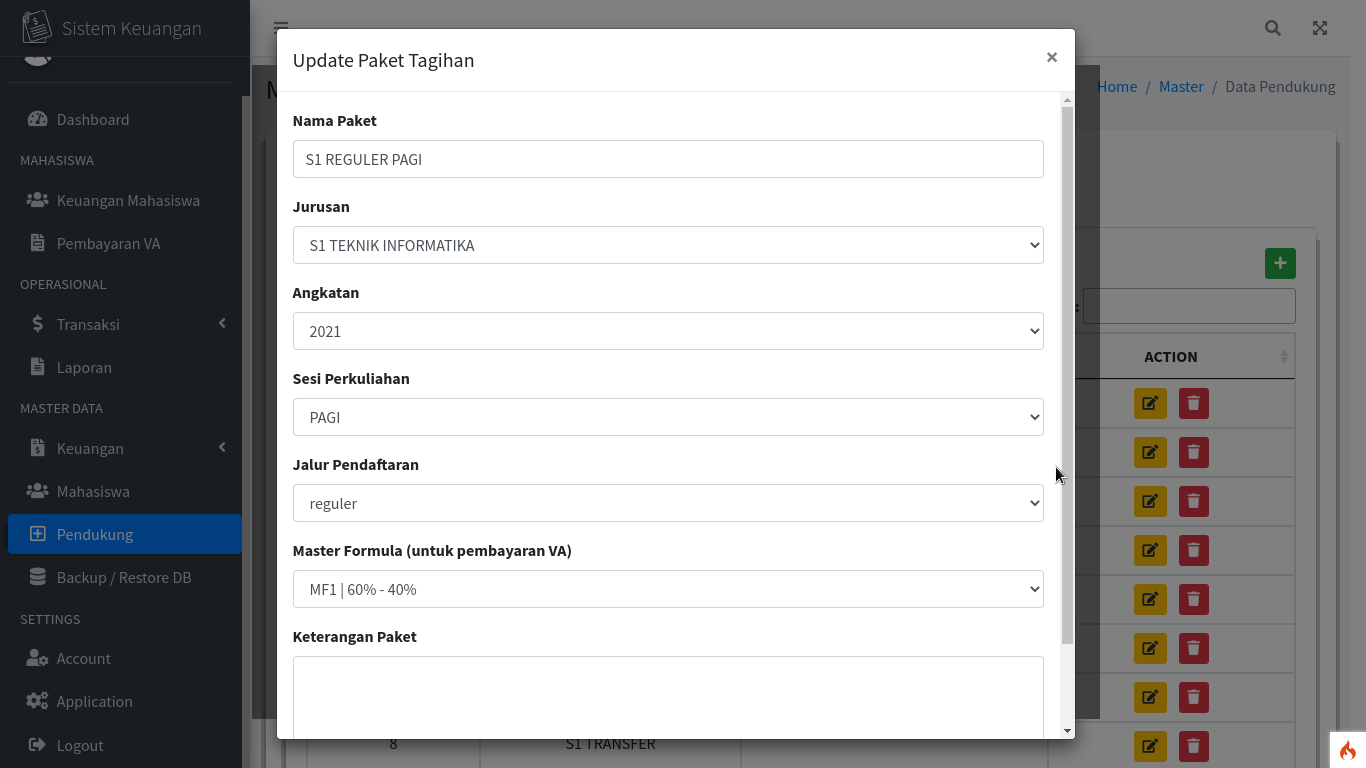 Sistem Keuangan
Dashboard
MAHASISWA
Keuangan Mahasiswa
Pembayaran VA
OPERASIONAL
Transaksi
Laporan
MASTER DATA
Keuangan
Mahasiswa
Pendukung
Backup / Restore DB
SETTINGS
Account
Application
Logout
Home / Master / Data Pendukung
Update Paket Tagihan
×
Nama Paket
S1 REGULER PAGI
Jurusan
S1 TEKNIK INFORMATIKA
Angkatan
2021
Sesi Perkuliahan
PAGI
Jalur Pendaftaran
reguler
Master Formula (untuk pembayaran VA)
MF1 | 60% - 40%
Keterangan Paket
ACTION
8 S1 TRANSFER